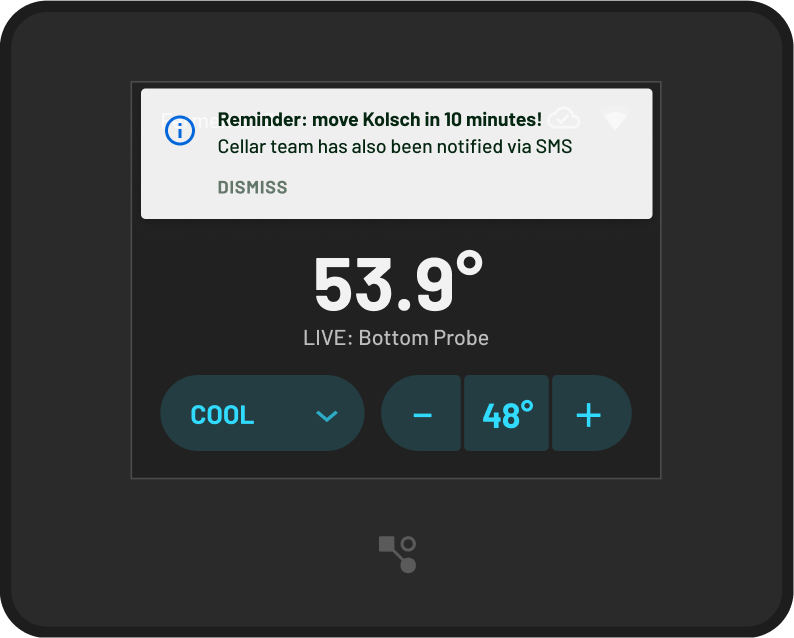 Reminder: move Kolsch in 10 minutes!
Cellar team has also been notified via SMS
DISMISS
53.9°
LIVE: Bottom Probe
COOL
− 48° +